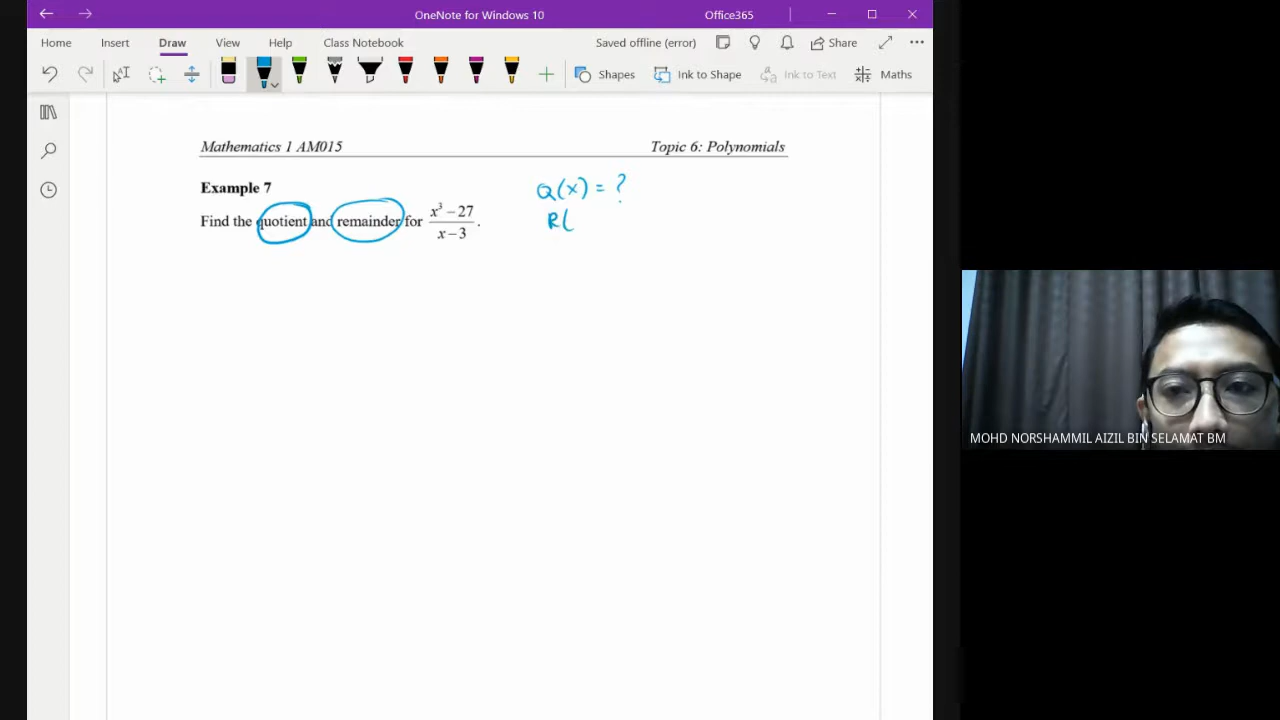 OneNote for Windows 10
Office365
Home Insert Draw View Help Class Notebook
Saved offline (error)
Share
Shapes
Ink to Shape
Ink to Text
Maths
Mathematics 1 AM015
Topic 6: Polynomials
Example 7
Q(x) = ?
Find the quotient and remainder for \frac{x^3 - 27}{x - 3}.
R(
MOHD NORSHAMMIL AIZIL BIN SELAMAT BM